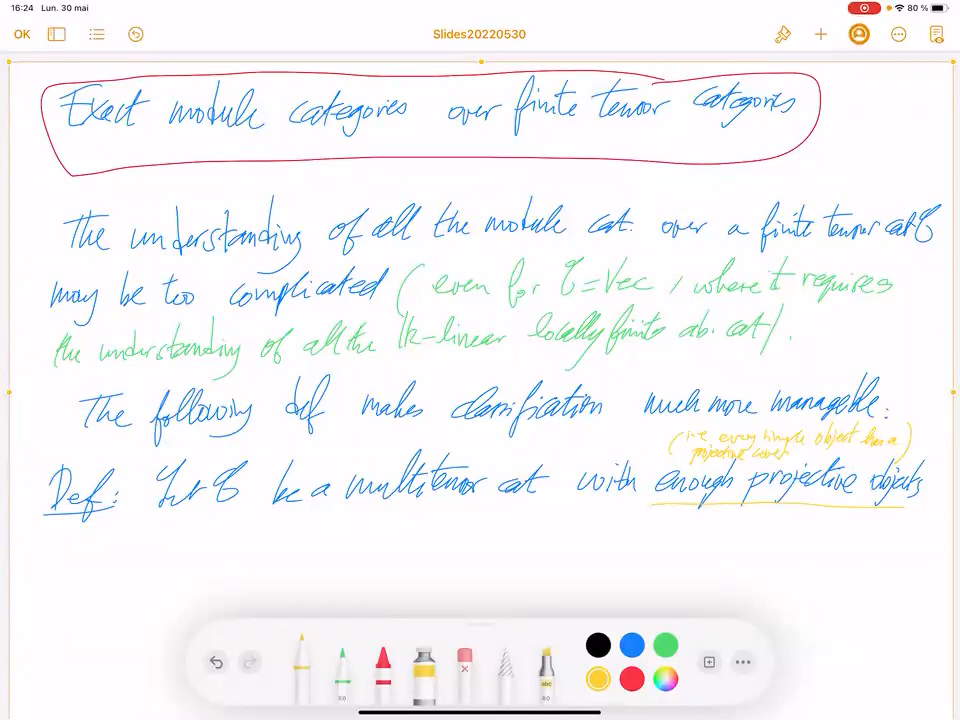 16:24 Lun. 30 mai
80 %
OK
Slides20220530
Exact module categories over finite tensor categories
The understanding of all the module cat. over a finite tensor cat 𝒞
may be too complicated (even for 𝒞 = Vec, where it requires
the understanding of all the 𝕜-linear locally finite ab. cat).
The following def makes classification much more manageable.
(i.e every simple object has a
projective cover)
Def: Let 𝒞 be a multitensor cat with enough projective objects
50
80